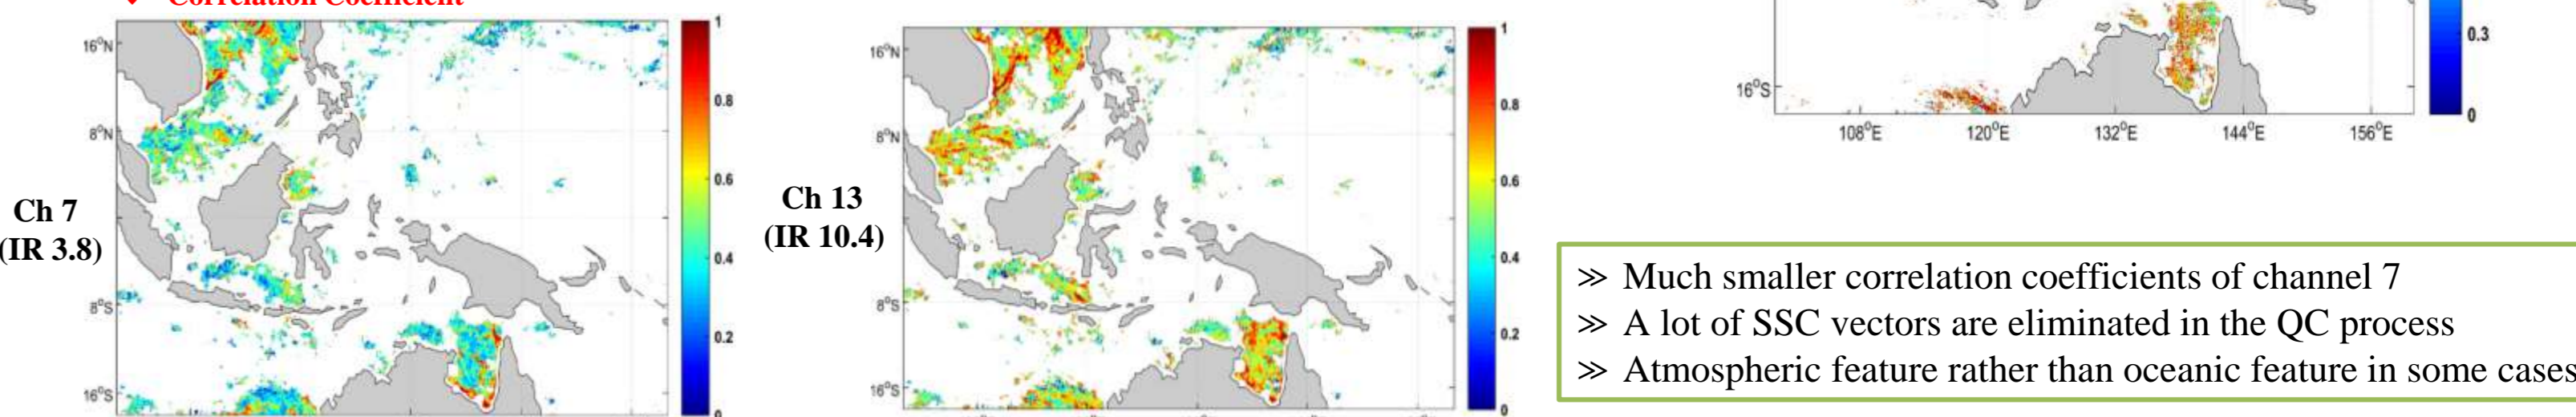 Correlation Coefficient
Ch 7
(IR 3.8)
16°N
8°N
8°S
16°S
1
0.8
0.6
0.4
0.2
0
Ch 13
(IR 10.4)
16°N
8°N
8°S
16°S
1
0.8
0.6
0.4
0.2
0
16°S
108°E 120°E 132°E 144°E 156°E
0.3
0
≫ Much smaller correlation coefficients of channel 7
≫ A lot of SSC vectors are eliminated in the QC process
≫ Atmospheric feature rather than oceanic feature in some cases